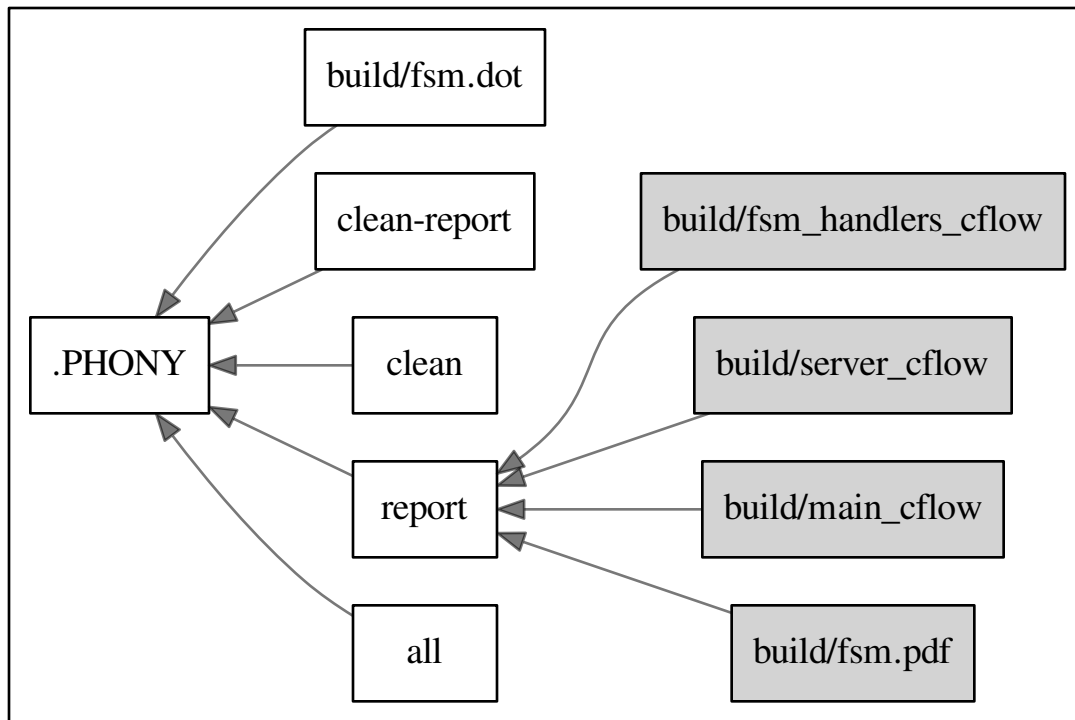 build/fsm.dot
clean-report
build/fsm_handlers_cflow
.PHONY
clean
build/server_cflow
report
build/main_cflow
all
build/fsm.pdf